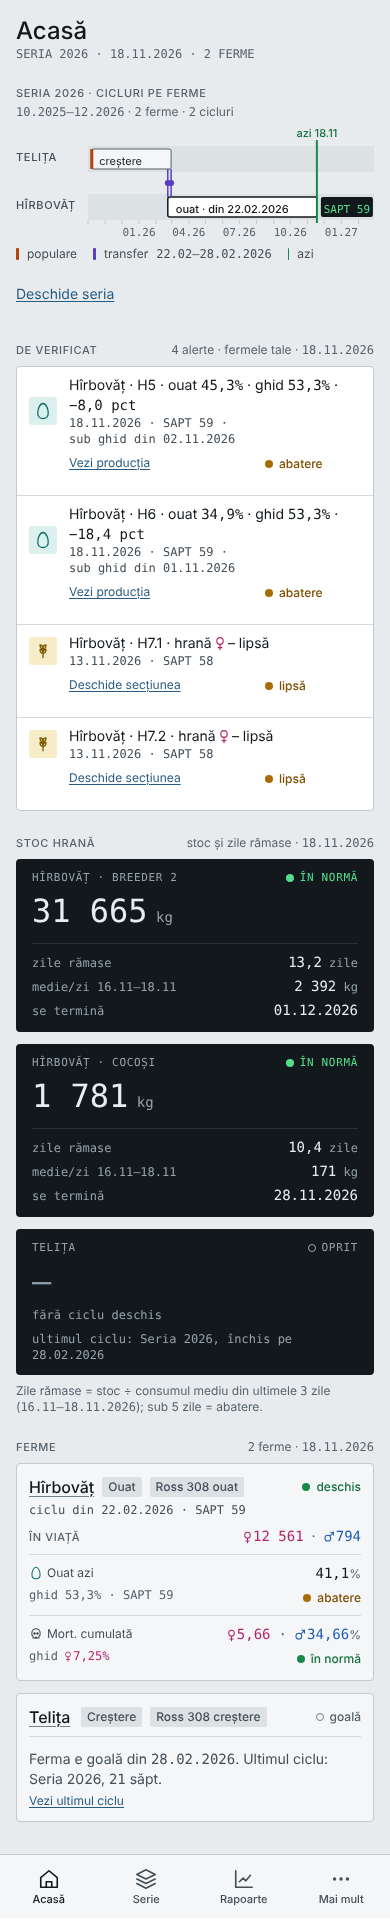 Acasă
SERIA 2026 · 18.11.2026 · 2 FERME
SERIA 2026 · CICLURI PE FERME
10.2025–12.2026 · 2 ferme · 2 cicluri
azi 18.11
TELIȚA
creștere
HÎRBOVĂȚ
ouat · din 22.02.2026
SAPT 59
01.26 04.26 07.26 10.26 01.27
populare transfer 22.02–28.02.2026 azi
Deschide seria
DE VERIFICAT 4 alerte · fermele tale · 18.11.2026
Hîrbovăț · H5 · ouat 45,3% · ghid 53,3% ·
−8,0 pct
18.11.2026 · SAPT 59 ·
sub ghid din 02.11.2026
Vezi producția abatere
Hîrbovăț · H6 · ouat 34,9% · ghid 53,3% ·
−18,4 pct
18.11.2026 · SAPT 59 ·
sub ghid din 01.11.2026
Vezi producția abatere
Hîrbovăț · H7.1 · hrană ♀ – lipsă
13.11.2026 · SAPT 58
Deschide secțiunea lipsă
Hîrbovăț · H7.2 · hrană ♀ – lipsă
13.11.2026 · SAPT 58
Deschide secțiunea lipsă
STOC HRANĂ stoc și zile rămase · 18.11.2026
HÎRBOVĂȚ · BREEDER 2 ÎN NORMĂ
31 665 kg
zile rămase 13,2 zile
medie/zi 16.11–18.11 2 392 kg
se termină 01.12.2026
HÎRBOVĂȚ · COCOȘI ÎN NORMĂ
1 781 kg
zile rămase 10,4 zile
medie/zi 16.11–18.11 171 kg
se termină 28.11.2026
TELIȚA OPRIT
—
fără ciclu deschis
ultimul ciclu: Seria 2026, închis pe
28.02.2026
Zile rămase = stoc ÷ consumul mediu din ultimele 3 zile
(16.11–18.11.2026); sub 5 zile = abatere.
FERME 2 ferme · 18.11.2026
Hîrbovăț Ouat Ross 308 ouat deschis
ciclu din 22.02.2026 · SAPT 59
ÎN VIAȚĂ ♀12 561 · ♂794
Ouat azi 41,1%
ghid 53,3% · SAPT 59 abatere
Mort. cumulată ♀5,66 · ♂34,66%
ghid ♀7,25% în normă
Telița Creștere Ross 308 creștere goală
Ferma e goală din 28.02.2026. Ultimul ciclu:
Seria 2026, 21 săpt.
Vezi ultimul ciclu
Acasă Serie Rapoarte Mai mult